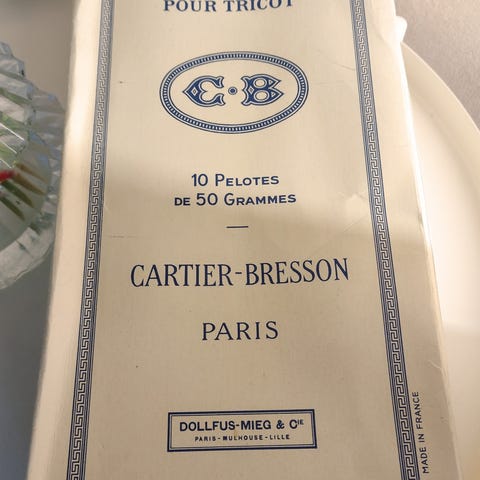 POUR TRICOT
C·B
10 PELOTES
DE 50 GRAMMES
CARTIER-BRESSON
PARIS
DOLLFUS-MIEG & CIE
PARIS-MULHOUSE-LILLE
MADE IN FRANCE